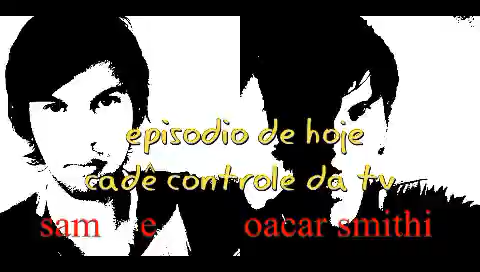 episodio de hoje
cadê controle da tv
sam e oacar smithi